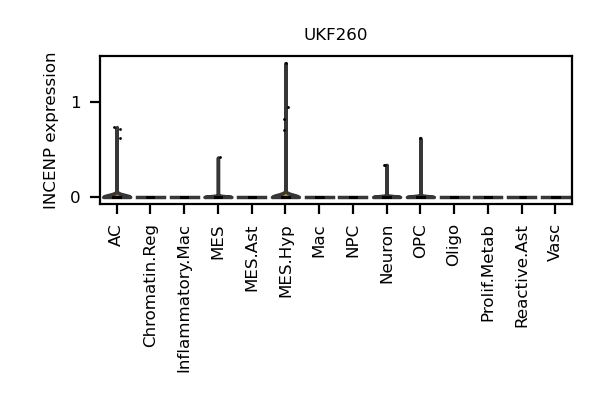 UKF260
INCENP expression
1
0
AC
Chromatin.Reg
Inflammatory.Mac
MES
MES.Ast
MES.Hyp
Mac
NPC
Neuron
OPC
Oligo
Prolif.Metab
Reactive.Ast
Vasc